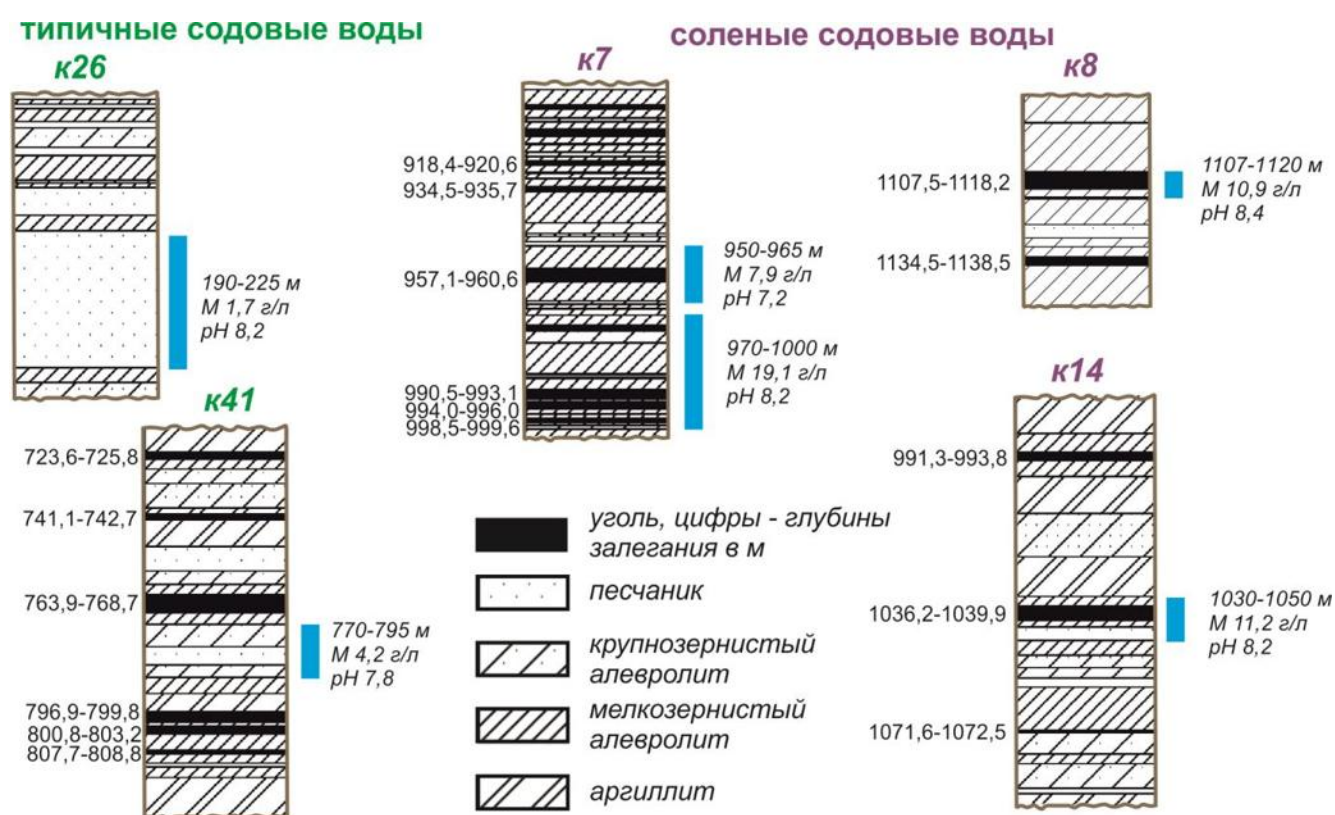 типичные содовые воды
к26
190-225 м
М 1,7 г/л
pH 8,2
к41
723,6-725,8
741,1-742,7
763,9-768,7
796,9-799,8
800,8-803,2
807,7-808,8
770-795 м
М 4,2 г/л
pH 7,8
соленые содовые воды
к7
918,4-920,6
934,5-935,7
957,1-960,6
990,5-993,1
994,0-996,0
998,5-999,6
950-965 м
М 7,9 г/л
pH 7,2
970-1000 м
М 19,1 г/л
pH 8,2
к8
1107,5-1118,2
1134,5-1138,5
1107-1120 м
М 10,9 г/л
pH 8,4
к14
991,3-993,8
1036,2-1039,9
1071,6-1072,5
1030-1050 м
М 11,2 г/л
pH 8,2
уголь, цифры - глубины
залегания в м
песчаник
крупнозернистый
алевролит
мелкозернистый
алевролит
аргиллит